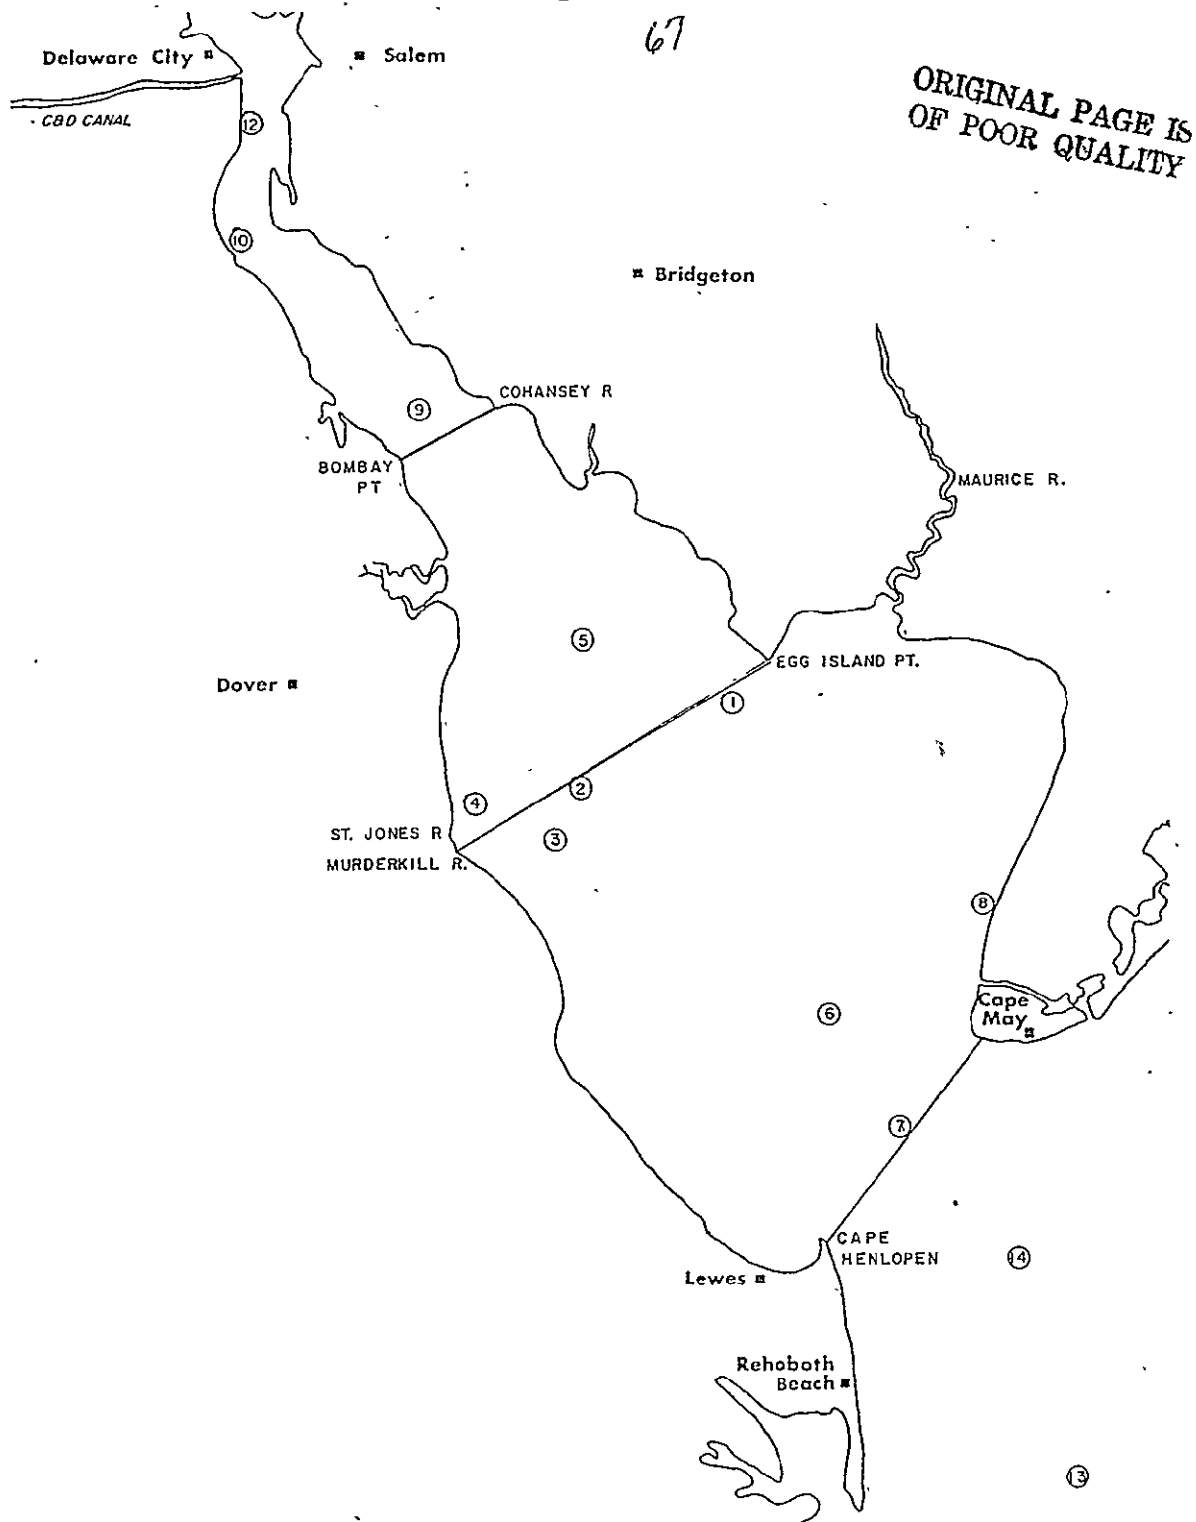 67
ORIGINAL PAGE IS
OF POOR QUALITY
Delaware City
Salem
C&D CANAL
12
10
Bridgeton
9
COHANSEY R
BOMBAY
PT
MAURICE R.
5
EGG ISLAND PT.
Dover
1
2
4
3
ST. JONES R
MURDERKILL R.
8
Cape
May
6
7
CAPE
HENLOPEN
14
Lewes
Rehoboth
Beach
13